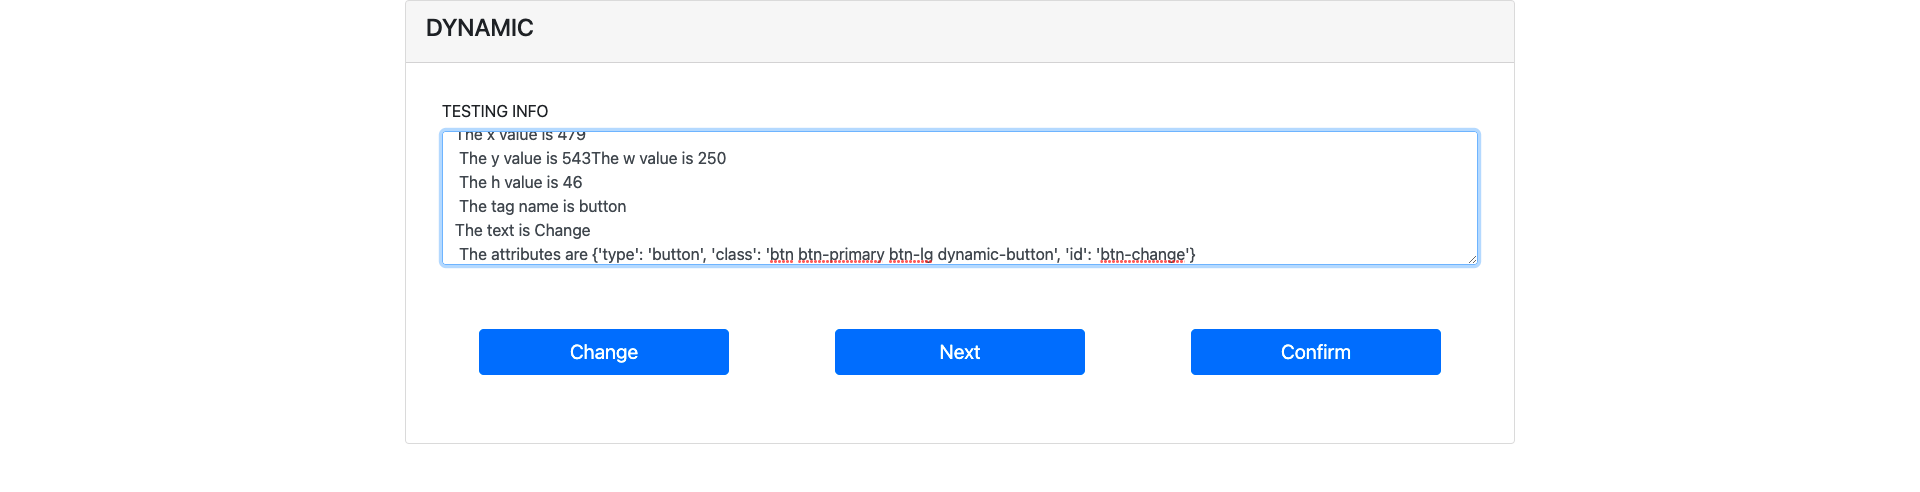 DYNAMIC
TESTING INFO
The x value is 479
The y value is 543The w value is 250
The h value is 46
The tag name is button
The text is Change
The attributes are {'type': 'button', 'class': 'btn btn-primary btn-lg dynamic-button', 'id': 'btn-change'}
Change
Next
Confirm